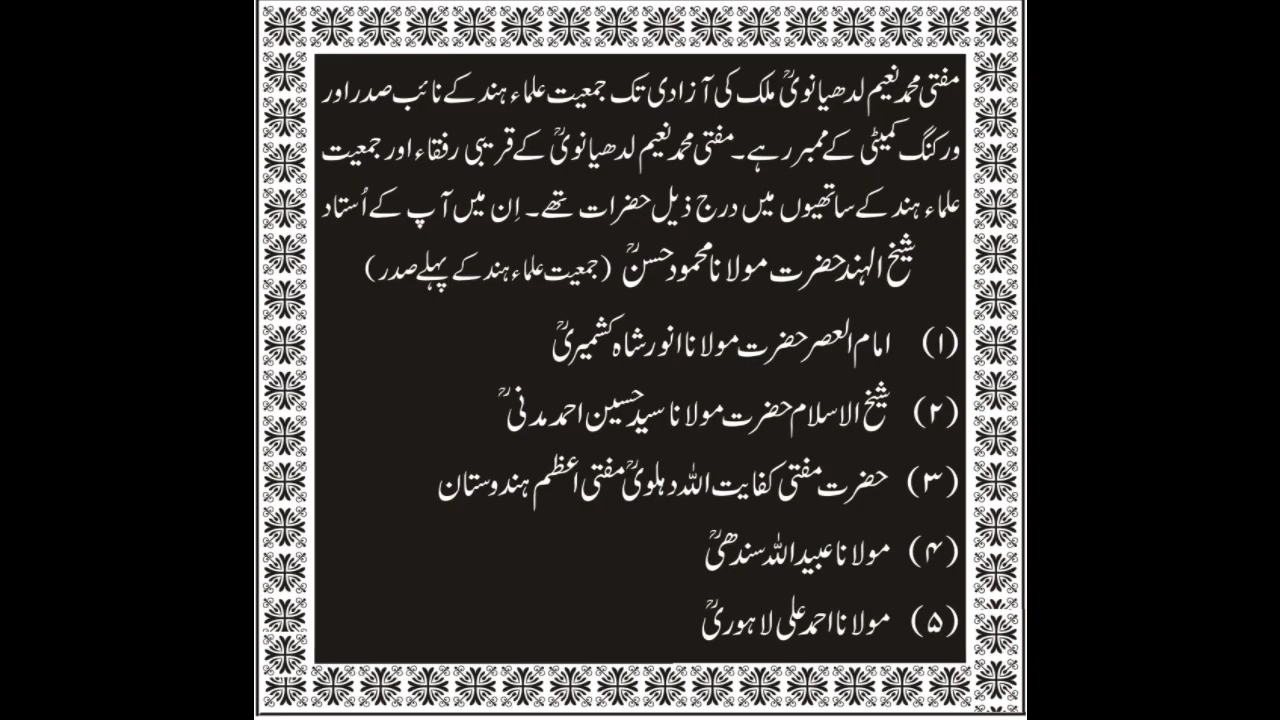 مفتی محمد نعیم لدھیانویؒ ملک کی آزادی تک جمعیت علماء ہند کے نائب صدر اور
ورکنگ کمیٹی کے ممبر رہے۔ مفتی محمد نعیم لدھیانویؒ کے قریبی رفقاء اور جمعیت
علماء ہند کے ساتھیوں میں درج ذیل حضرات تھے۔ اِن میں آپ کے اُستاد
شیخ الہند حضرت مولانا محمود حسنؒ (جمعیت علماء ہند کے پہلے صدر)
(۱) امام العصر حضرت مولانا انور شاہ کشمیریؒ
(۲) شیخ الاسلام حضرت مولانا سید حسین احمد مدنیؒ
(۳) حضرت مفتی کفایت اللہ دہلویؒ مفتی اعظم ہندوستان
(۴) مولانا عبید اللہ سندھیؒ
(۵) مولانا احمد علی لاہوریؒ